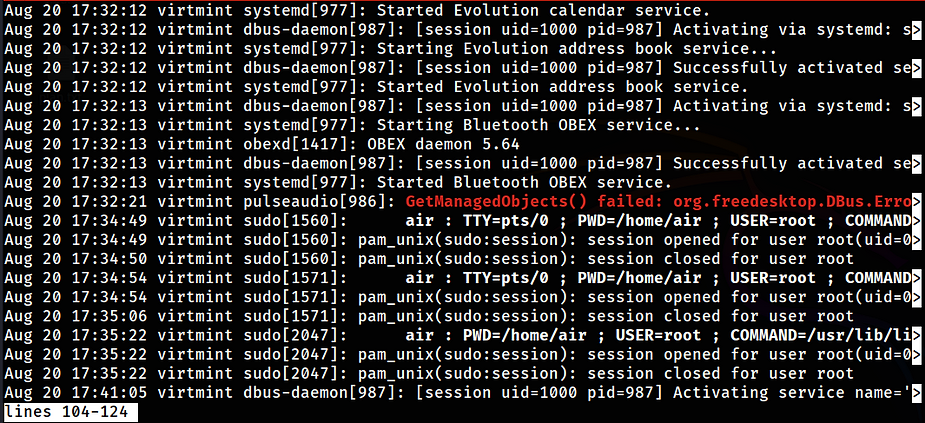 Aug 20 17:32:12 virtmint systemd[977]: Started Evolution calendar service.
Aug 20 17:32:12 virtmint dbus-daemon[987]: [session uid=1000 pid=987] Activating via systemd: s>
Aug 20 17:32:12 virtmint systemd[977]: Starting Evolution address book service...
Aug 20 17:32:12 virtmint dbus-daemon[987]: [session uid=1000 pid=987] Successfully activated se>
Aug 20 17:32:12 virtmint systemd[977]: Started Evolution address book service.
Aug 20 17:32:13 virtmint dbus-daemon[987]: [session uid=1000 pid=987] Activating via systemd: s>
Aug 20 17:32:13 virtmint systemd[977]: Starting Bluetooth OBEX service...
Aug 20 17:32:13 virtmint obexd[1417]: OBEX daemon 5.64
Aug 20 17:32:13 virtmint dbus-daemon[987]: [session uid=1000 pid=987] Successfully activated se>
Aug 20 17:32:13 virtmint systemd[977]: Started Bluetooth OBEX service.
Aug 20 17:32:21 virtmint pulseaudio[986]: GetManagedObjects() failed: org.freedesktop.DBus.Erro>
Aug 20 17:34:49 virtmint sudo[1560]:      air : TTY=pts/0 ; PWD=/home/air ; USER=root ; COMMAND>
Aug 20 17:34:49 virtmint sudo[1560]: pam_unix(sudo:session): session opened for user root(uid=0>
Aug 20 17:34:50 virtmint sudo[1560]: pam_unix(sudo:session): session closed for user root
Aug 20 17:34:54 virtmint sudo[1571]:      air : TTY=pts/0 ; PWD=/home/air ; USER=root ; COMMAND>
Aug 20 17:34:54 virtmint sudo[1571]: pam_unix(sudo:session): session opened for user root(uid=0>
Aug 20 17:35:06 virtmint sudo[1571]: pam_unix(sudo:session): session closed for user root
Aug 20 17:35:22 virtmint sudo[2047]:      air : PWD=/home/air ; USER=root ; COMMAND=/usr/lib/li>
Aug 20 17:35:22 virtmint sudo[2047]: pam_unix(sudo:session): session opened for user root(uid=0>
Aug 20 17:35:22 virtmint sudo[2047]: pam_unix(sudo:session): session closed for user root
Aug 20 17:41:05 virtmint dbus-daemon[987]: [session uid=1000 pid=987] Activating service name='>
lines 104-124